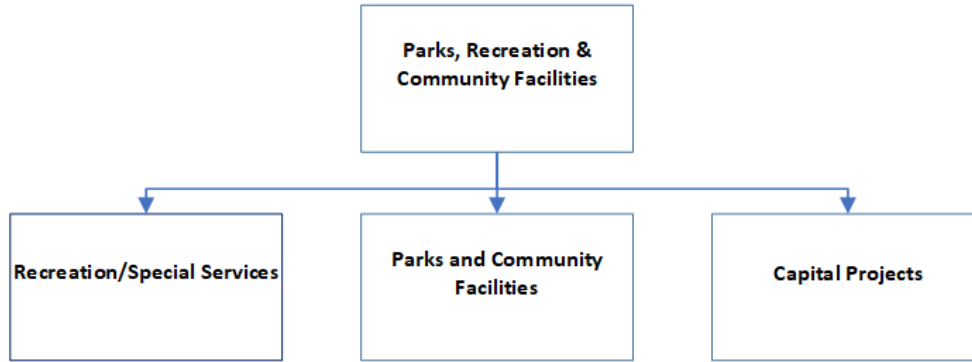 Parks, Recreation &
Community Facilities
Recreation/Special Services
Parks and Community
Facilities
Capital Projects